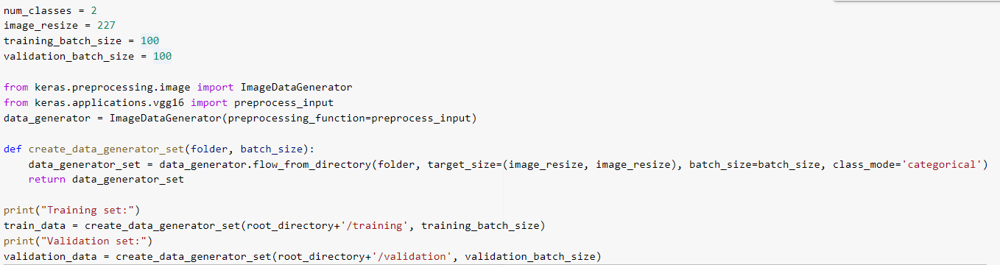 num_classes = 2
image_resize = 227
training_batch_size = 100
validation_batch_size = 100
from keras.preprocessing.image import ImageDataGenerator
from keras.applications.vgg16 import preprocess_input
data_generator = ImageDataGenerator(preprocessing_function=preprocess_input)
def create_data_generator_set(folder, batch_size):
    data_generator_set = data_generator.flow_from_directory(folder, target_size=(image_resize, image_resize), batch_size=batch_size, class_mode='categorical')
    return data_generator_set
print("Training set:")
train_data = create_data_generator_set(root_directory+'/training', training_batch_size)
print("Validation set:")
validation_data = create_data_generator_set(root_directory+'/validation', validation_batch_size)